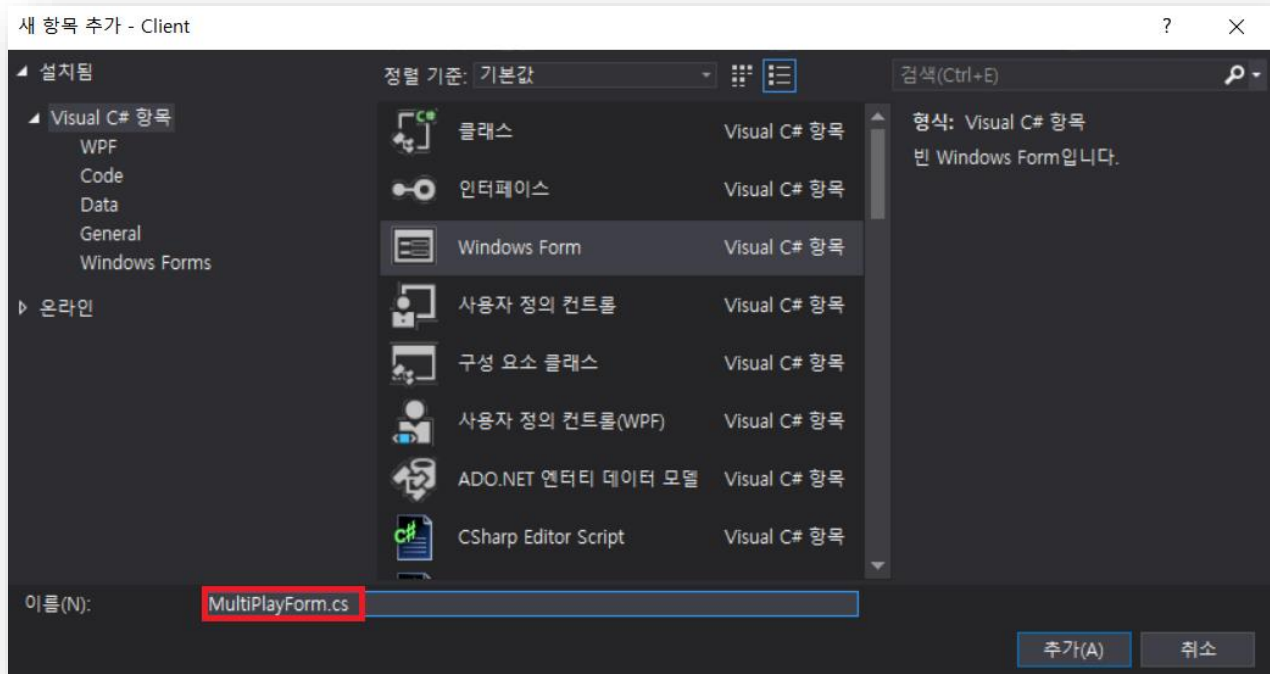 새 항목 추가 - Client
? ×
설치됨
Visual C# 항목
WPF
Code
Data
General
Windows Forms
온라인
정렬 기준: 기본값
클래스 Visual C# 항목
인터페이스 Visual C# 항목
Windows Form Visual C# 항목
사용자 정의 컨트롤 Visual C# 항목
구성 요소 클래스 Visual C# 항목
사용자 정의 컨트롤(WPF) Visual C# 항목
ADO.NET 엔터티 데이터 모델 Visual C# 항목
CSharp Editor Script Visual C# 항목
검색(Ctrl+E)
형식: Visual C# 항목
빈 Windows Form입니다.
이름(N): MultiPlayForm.cs
추가(A) 취소